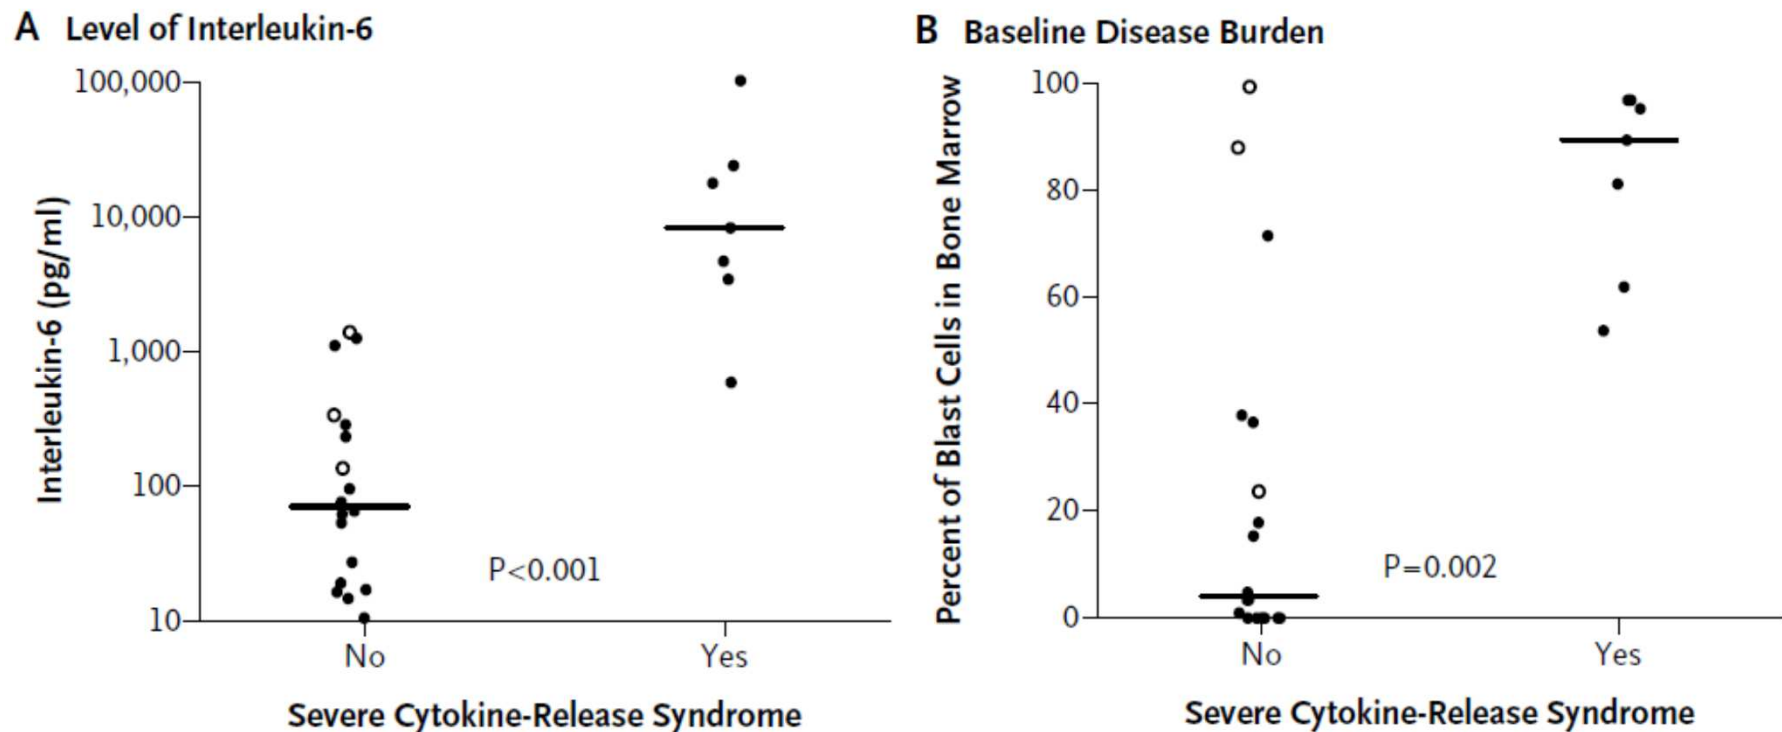 A Level of Interleukin-6
Interleukin-6 (pg/ml)
100,000
10,000
1,000
100
10
P<0.001
No
Yes
Severe Cytokine-Release Syndrome
B Baseline Disease Burden
Percent of Blast Cells in Bone Marrow
100
80
60
40
20
0
P=0.002
No
Yes
Severe Cytokine-Release Syndrome